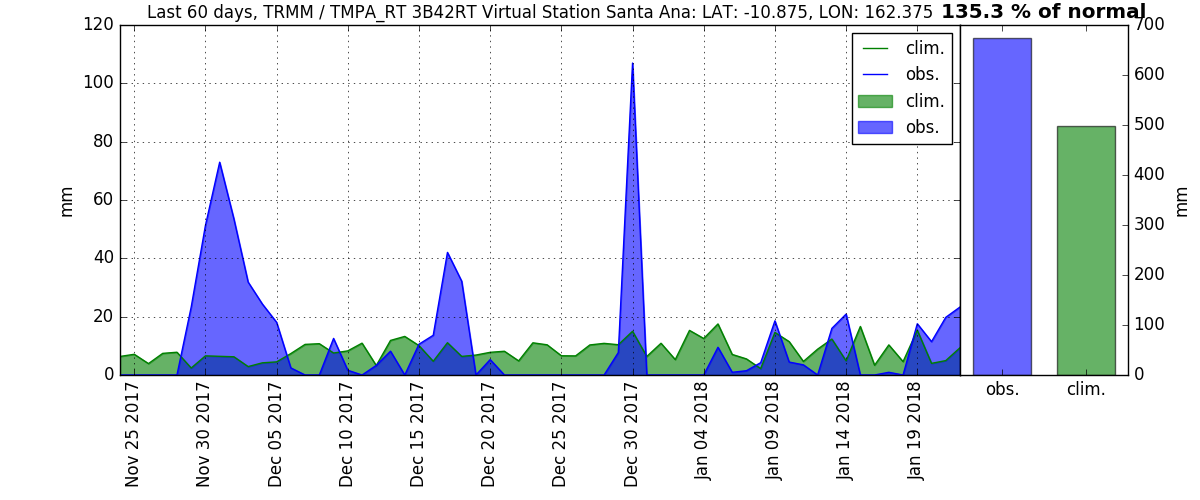 Last 60 days, TRMM / TMPA_RT 3B42RT Virtual Station Santa Ana: LAT: -10.875, LON: 162.375 135.3 % of normal
120
100
80
60
40
20
0
mm
clim.
obs.
clim.
obs.
700
600
500
400
300
200
100
0
mm
Nov 25 2017
Nov 30 2017
Dec 05 2017
Dec 10 2017
Dec 15 2017
Dec 20 2017
Dec 25 2017
Dec 30 2017
Jan 04 2018
Jan 09 2018
Jan 14 2018
Jan 19 2018
obs.
clim.